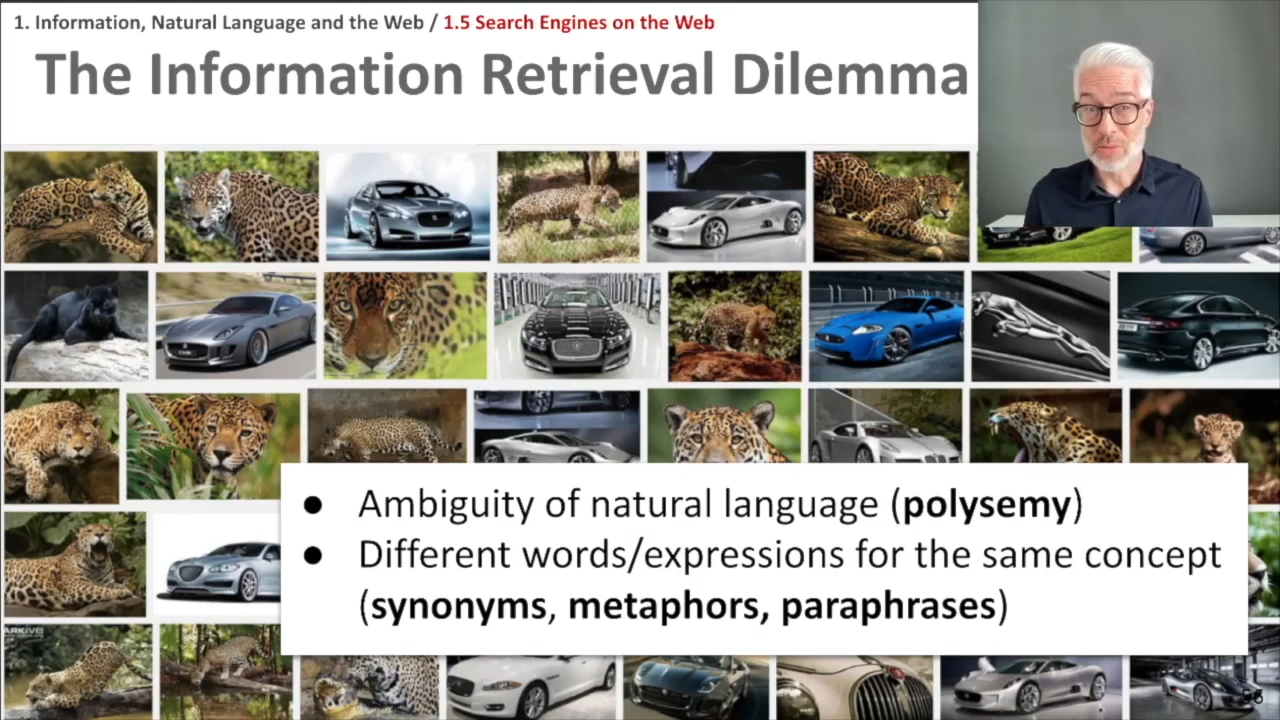 1. Information, Natural Language and the Web / 1.5 Search Engines on the Web
The Information Retrieval Dilemma
● Ambiguity of natural language (polysemy)
● Different words/expressions for the same concept
(synonyms, metaphors, paraphrases)
ARKIVE